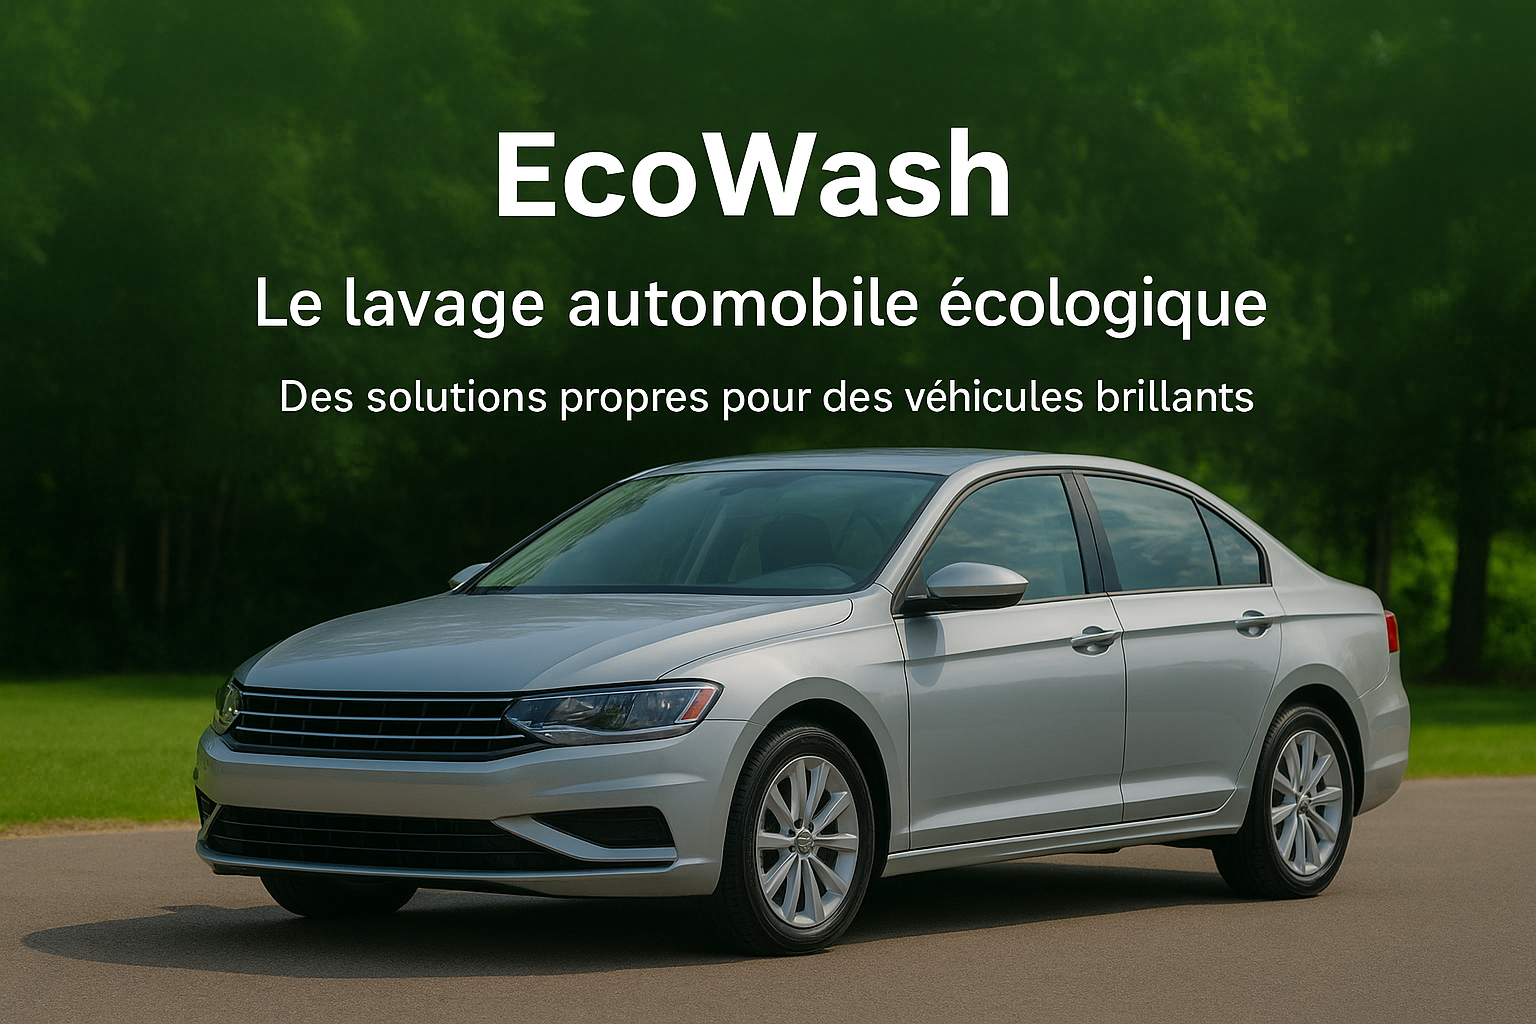 EcoWash
Le lavage automobile écologique
Des solutions propres pour des véhicules brillants